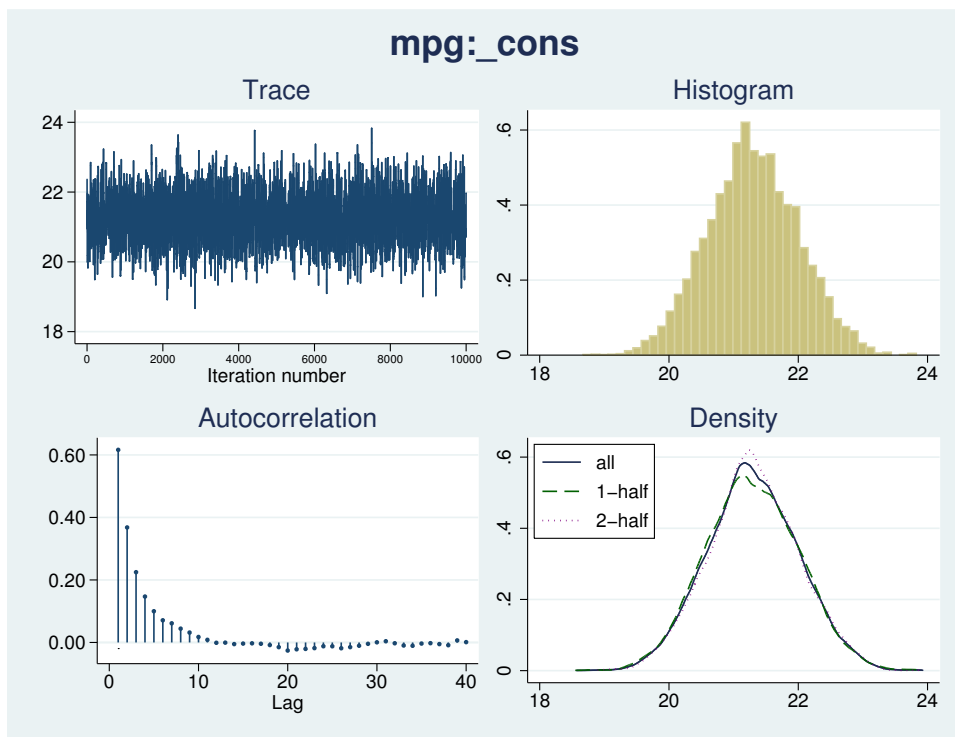 mpg:_cons
Trace
24
22
20
18
0 2000 4000 6000 8000 10000
Iteration number
Histogram
.6
.4
.2
0
18 20 22 24
Autocorrelation
0.60
0.40
0.20
0.00
0 10 20 30 40
Lag
Density
.6
.4
.2
0
all
1−half
2−half
18 20 22 24